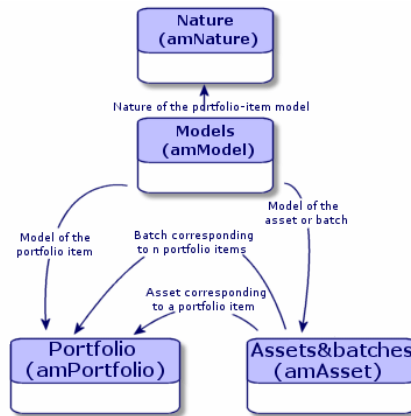 Nature
(amNature)
Nature of the portfolio-item model
Models
(amModel)
Model of the
asset or batch
Model of the
portfolio item
Batch corresponding
to n portfolio items
Asset corresponding
to a portfolio item
Portfolio
(amPortfolio)
Assets&batches
(amAsset)